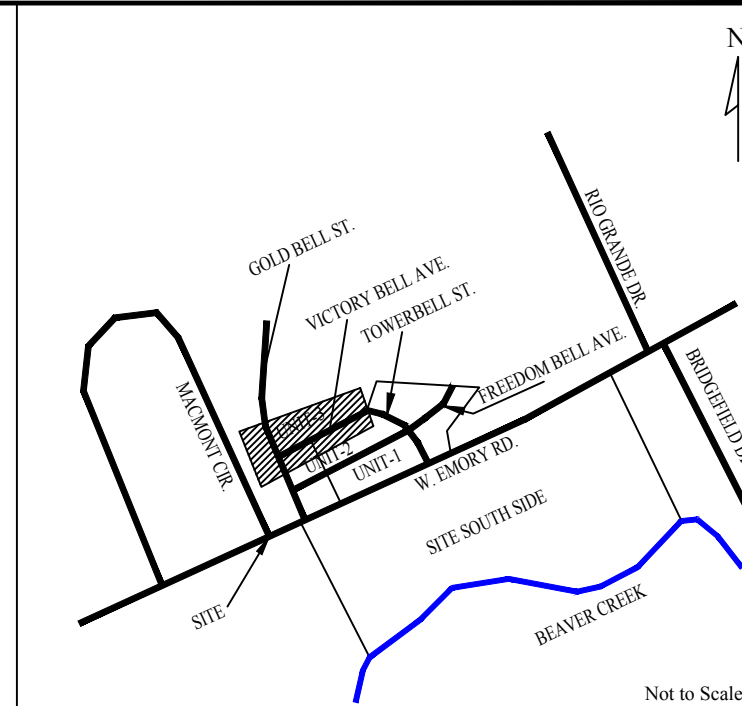 N
RIO GRANDE DR.
GOLD BELL ST.
VICTORY BELL AVE.
TOWERBELL ST.
FREEDOM BELL AVE.
BRIDGEFIELD D
MACMONT CIR.
UNIT-3
UNIT-2
UNIT-1
W. EMORY RD.
SITE SOUTH SIDE
SITE
BEAVER CREEK
Not to Scale